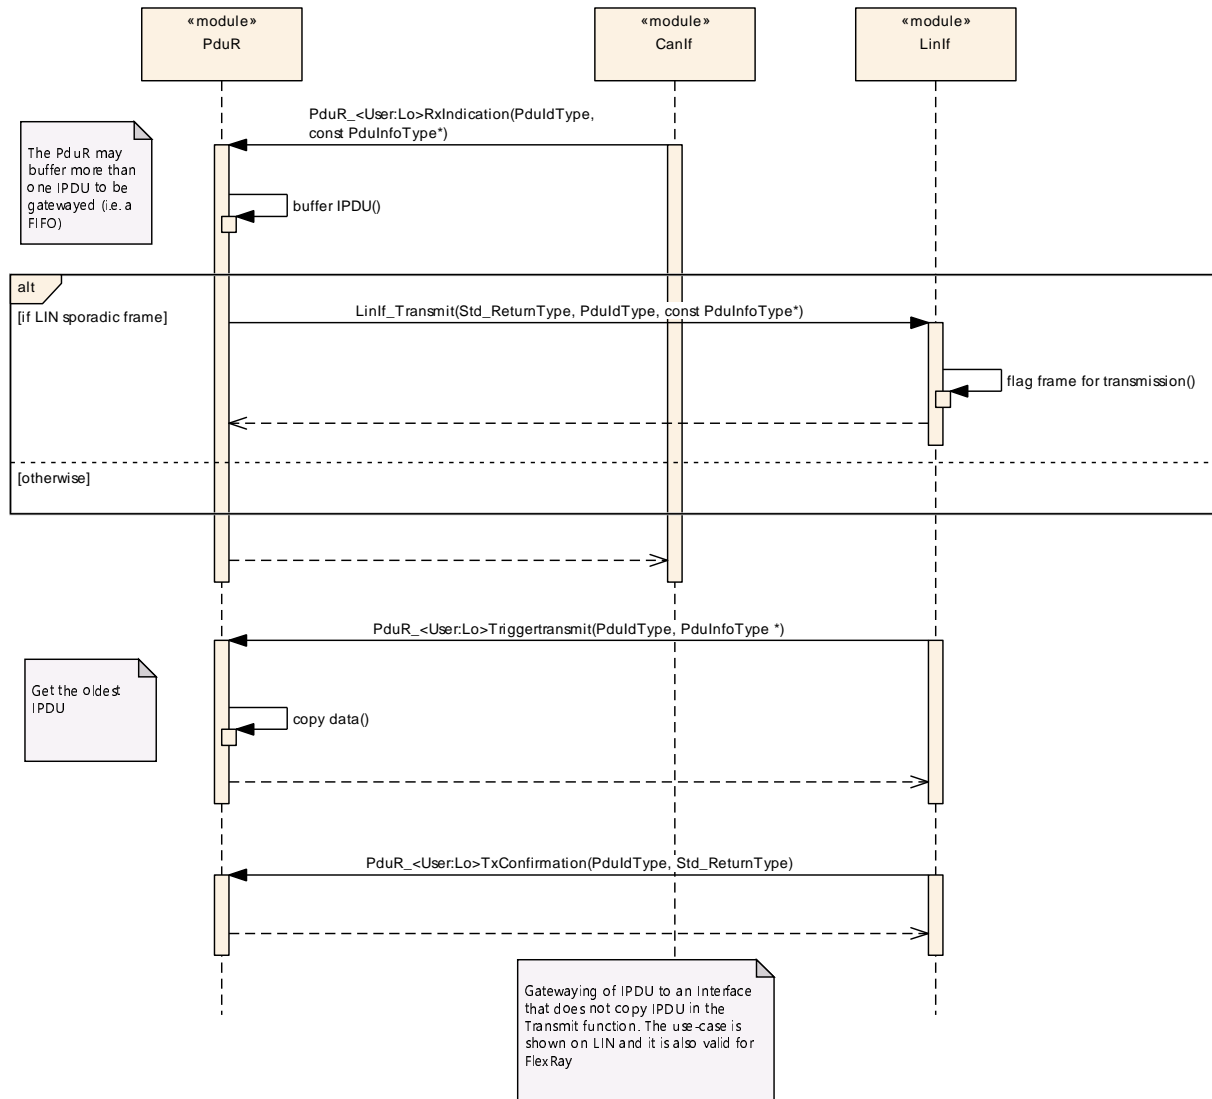 «module»
PduR
«module»
CanIf
«module»
LinIf
PduR_<User:Lo>RxIndication(PduIdType,
const PduInfoType*)
The PduR may
buffer more than
one IPDU to be
gatewayed (i.e. a
FIFO)
buffer IPDU()
alt
[if LIN sporadic frame]
LinIf_Transmit(Std_ReturnType, PduIdType, const PduInfoType*)
flag frame for transmission()
[otherwise]
PduR_<User:Lo>Triggertransmit(PduIdType, PduInfoType *)
Get the oldest
IPDU
copy data()
PduR_<User:Lo>TxConfirmation(PduIdType, Std_ReturnType)
Gatewaying of IPDU to an Interface
that does not copy IPDU in the
Transmit function. The use-case is
shown on LIN and it is also valid for
FlexRay